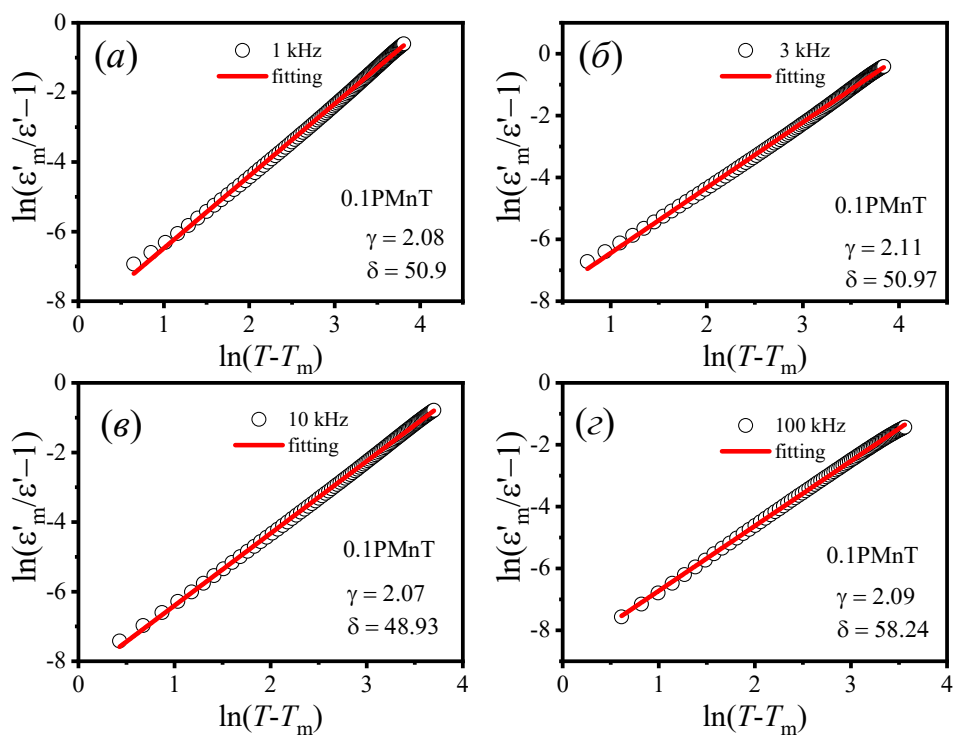 (а)
1 kHz
fitting
0.1PMnT
γ = 2.08
δ = 50.9
ln(ε'm/ε'−1)
0
-2
-4
-6
-8
0 1 2 3 4
ln(T-Tm)
(б)
3 kHz
fitting
0.1PMnT
γ = 2.11
δ = 50.97
ln(ε'm/ε'−1)
0
-2
-4
-6
-8
1 2 3 4
ln(T-Tm)
(в)
10 kHz
fitting
0.1PMnT
γ = 2.07
δ = 48.93
ln(ε'm/ε'−1)
0
-2
-4
-6
-8
0 1 2 3 4
ln(T-Tm)
(г)
100 kHz
fitting
0.1PMnT
γ = 2.09
δ = 58.24
ln(ε'm/ε'−1)
0
-2
-4
-6
-8
0 1 2 3 4
ln(T-Tm)